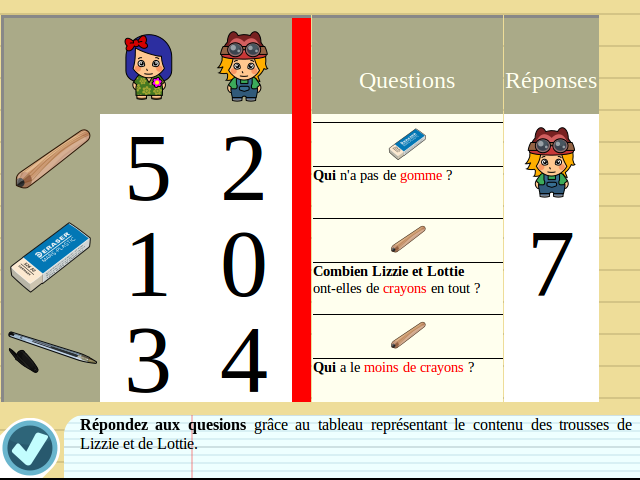 Questions Réponses
5 2
Qui n'a pas de gomme ?
ERASER
1 0 7
Combien Lizzie et Lottie
ont-elles de crayons en tout ?
3 4
Qui a le moins de crayons ?
Répondez aux quesions grâce au tableau représentant le contenu des trousses de
Lizzie et de Lottie.